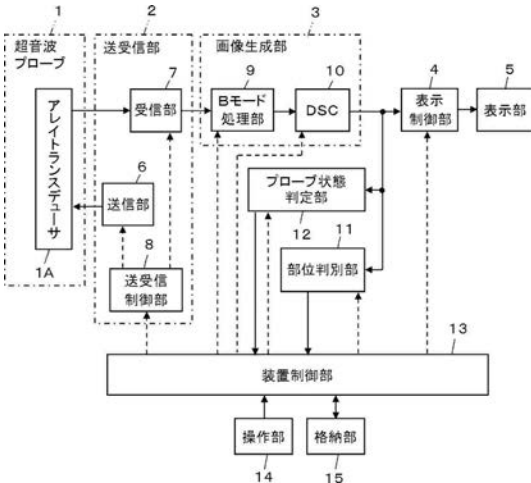 1
2
3
超音波
プローブ
送受信部
画像生成部
7
9
10
4
5
アレイトランスデューサ
受信部
Bモード
処理部
DSC
表示
制御部
表示部
6
送信部
プローブ状態
判定部
12
11
8
部位判別部
1A
送受信
制御部
13
装置制御部
操作部
格納部
14
15